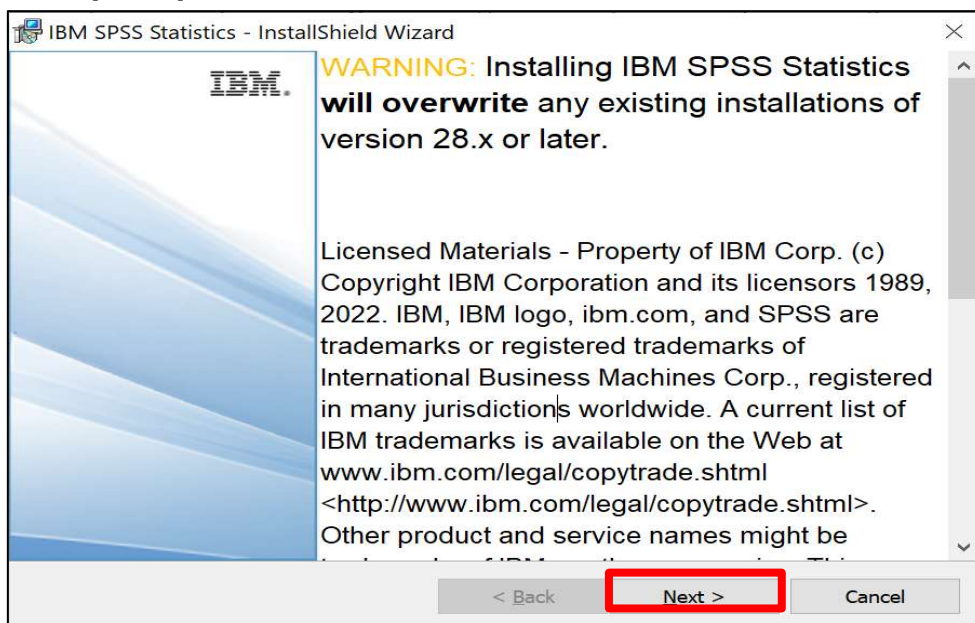 IBM SPSS Statistics - InstallShield Wizard
IBM.
WARNING: Installing IBM SPSS Statistics
will overwrite any existing installations of
version 28.x or later.
Licensed Materials - Property of IBM Corp. (c)
Copyright IBM Corporation and its licensors 1989,
2022. IBM, IBM logo, ibm.com, and SPSS are
trademarks or registered trademarks of
International Business Machines Corp., registered
in many jurisdictions worldwide. A current list of
IBM trademarks is available on the Web at
www.ibm.com/legal/copytrade.shtml
<http://www.ibm.com/legal/copytrade.shtml>.
Other product and service names might be
< Back
Next >
Cancel